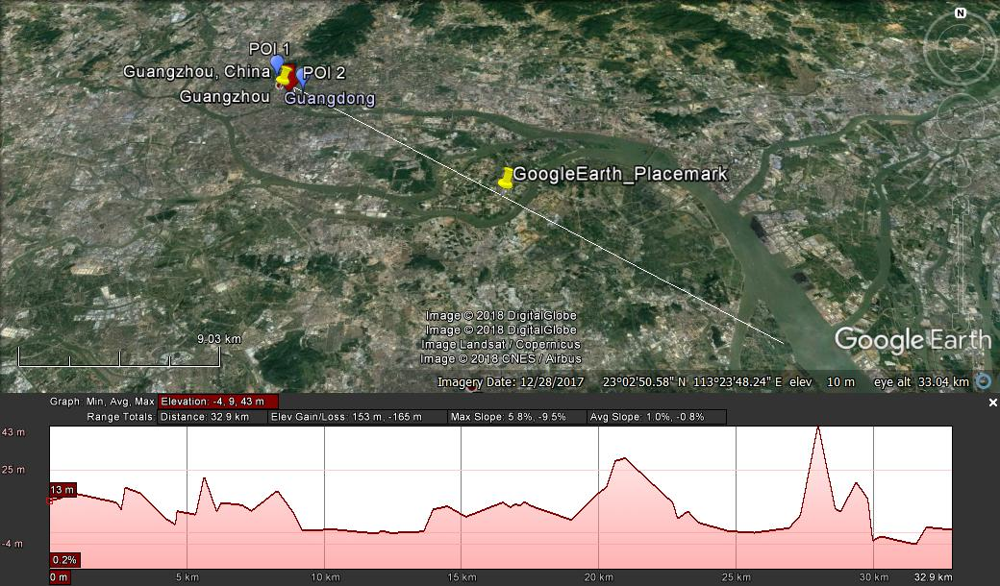 N
POI 1
Guangzhou, China
POI 2
Guangzhou
Guangdong
GoogleEarth_Placemark
Image © 2018 DigitalGlobe
Image © 2018 DigitalGlobe
Image Landsat / Copernicus
Image © 2018 CNES / Airbus
9.03 km
Google Earth
Imagery Date: 12/28/2017 23°02'50.58" N 113°23'48.24" E elev 10 m eye alt 33.04 km
Graph: Min, Avg, Max Elevation: -4, 9, 43 m
Range Totals: Distance: 32.9 km Elev Gain/Loss: 153 m, -165 m Max Slope: 5.8%, -9.5% Avg Slope: 1.0%, -0.8%
43 m
25 m
13 m
-4 m
0.2%
0 m 5 km 10 km 15 km 20 km 25 km 30 km 32.9 km